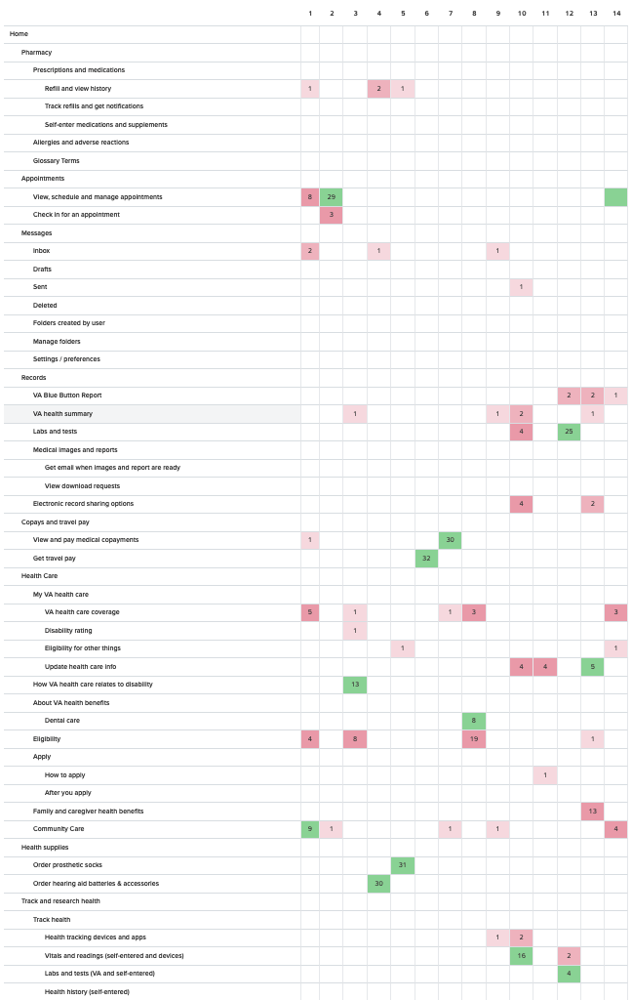 1 2 3 4 5 6 7 8 9 10 11 12 13 14
Home
Pharmacy
Prescriptions and medications
Refill and view history 1 2 1
Track refills and get notifications
Self-enter medications and supplements
Allergies and adverse reactions
Glossary Terms
Appointments
View, schedule and manage appointments 8 29
Check in for an appointment 3
Messages
Inbox 2 1 1
Drafts
Sent 1
Deleted
Folders created by user
Manage folders
Settings / preferences
Records
VA Blue Button Report 2 2 1
VA health summary 1 1 2 1
Labs and tests 4 25
Medical images and reports
Get email when images and report are ready
View download requests
Electronic record sharing options 4 2
Copays and travel pay
View and pay medical copayments 1 30
Get travel pay 32
Health Care
My VA health care
VA health care coverage 5 1 1 3 3
Disability rating 1
Eligibility for other things 1 1
Update health care info 4 4 5
How VA health care relates to disability 13
About VA health benefits
Dental care 8
Eligibility 4 8 19 1
Apply
How to apply 1
After you apply
Family and caregiver health benefits 13
Community Care 9 1 1 1 4
Health supplies
Order prosthetic socks 31
Order hearing aid batteries & accessories 30
Track and research health
Track health
Health tracking devices and apps 1 2
Vitals and readings (self-entered and devices) 16 2
Labs and tests (VA and self-entered) 4
Health history (self-entered)